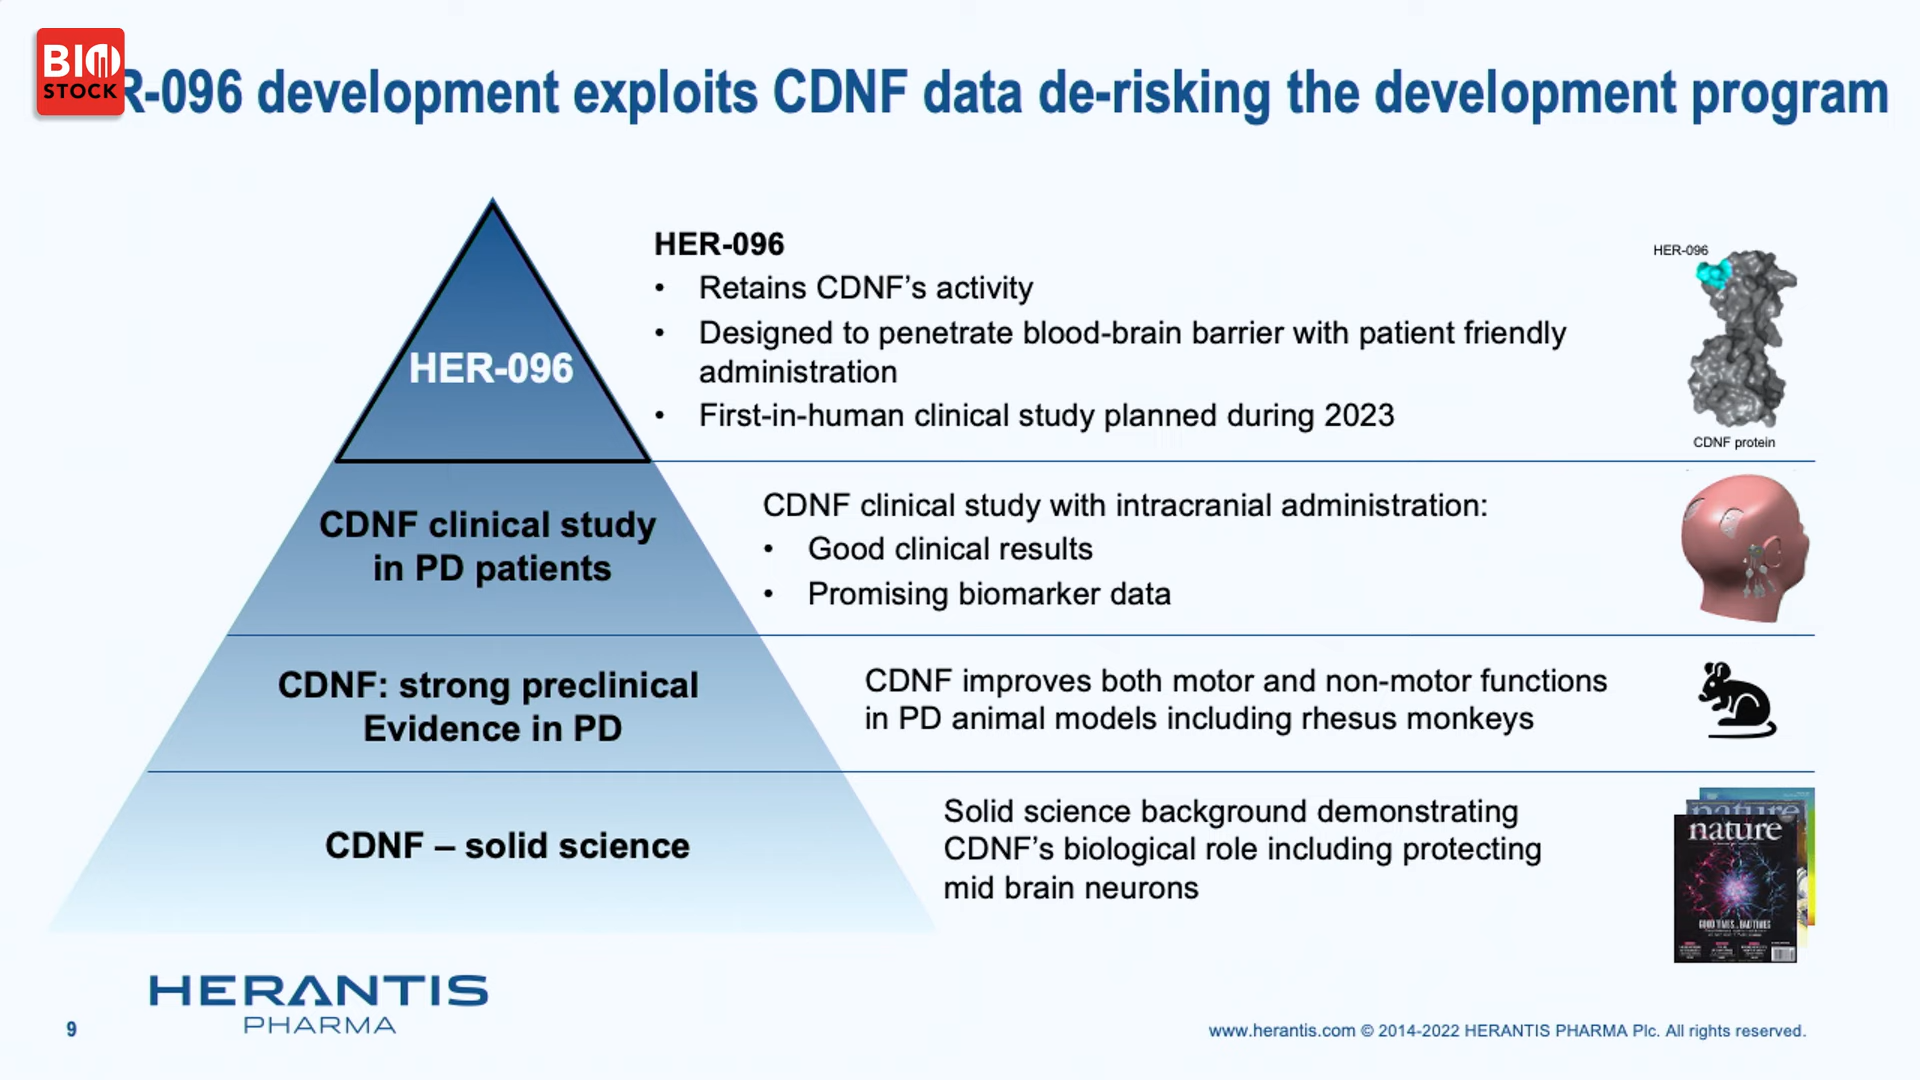 BIO
STOCK
R-096 development exploits CDNF data de-risking the development program
HER-096
HER-096
• Retains CDNF’s activity
• Designed to penetrate blood-brain barrier with patient friendly
administration
• First-in-human clinical study planned during 2023
HER-096
CDNF protein
CDNF clinical study
in PD patients
CDNF clinical study with intracranial administration:
• Good clinical results
• Promising biomarker data
CDNF: strong preclinical
Evidence in PD
CDNF improves both motor and non-motor functions
in PD animal models including rhesus monkeys
CDNF – solid science
Solid science background demonstrating
CDNF’s biological role including protecting
mid brain neurons
nature
nature
GOOD TIMES... BAD TIMES
HERANTIS
PHARMA
9
www.herantis.com © 2014-2022 HERANTIS PHARMA Plc. All rights reserved.